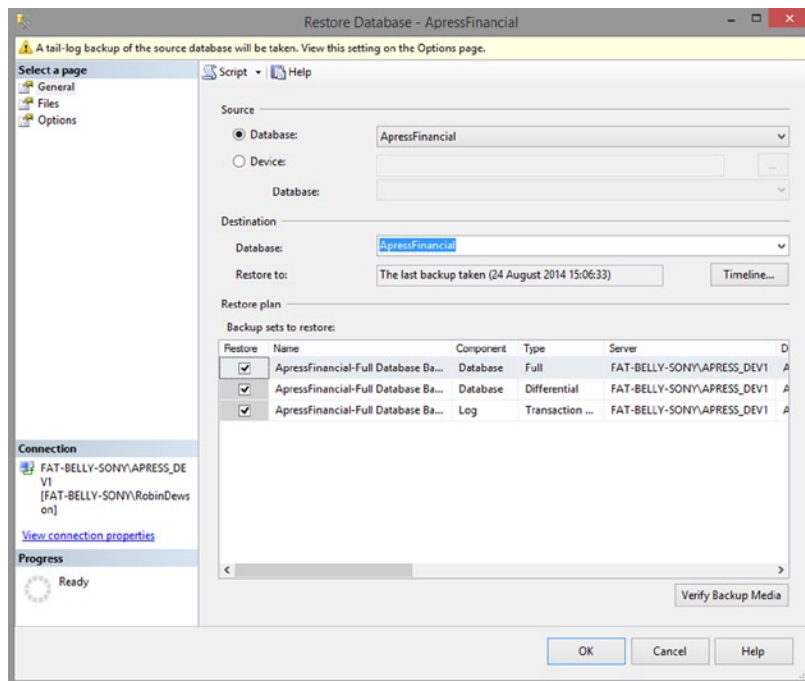 Restore Database - ApressFinancial
A tail-log backup of the source database will be taken. View this setting on the Options page.
Select a page
General
Files
Options
Script
Help
Source
Database:
ApressFinancial
Device:
...
Database:
Destination
Database:
ApressFinancial
Restore to:
The last backup taken (24 August 2014 15:06:33)
Timeline...
Restore plan
Backup sets to restore:
Restore Name Component Type Server D
ApressFinancial-Full Database Ba... Database Full FAT-BELLY-SONY\APRESS_DEV1 A
ApressFinancial-Full Database Ba... Database Differential FAT-BELLY-SONY\APRESS_DEV1 A
ApressFinancial-Full Database Ba... Log Transaction ... FAT-BELLY-SONY\APRESS_DEV1 A
Connection
FAT-BELLY-SONY\APRESS_DE
V1
[FAT-BELLY-SONY\RobinDews
on]
View connection properties
Progress
Ready
Verify Backup Media
OK
Cancel
Help